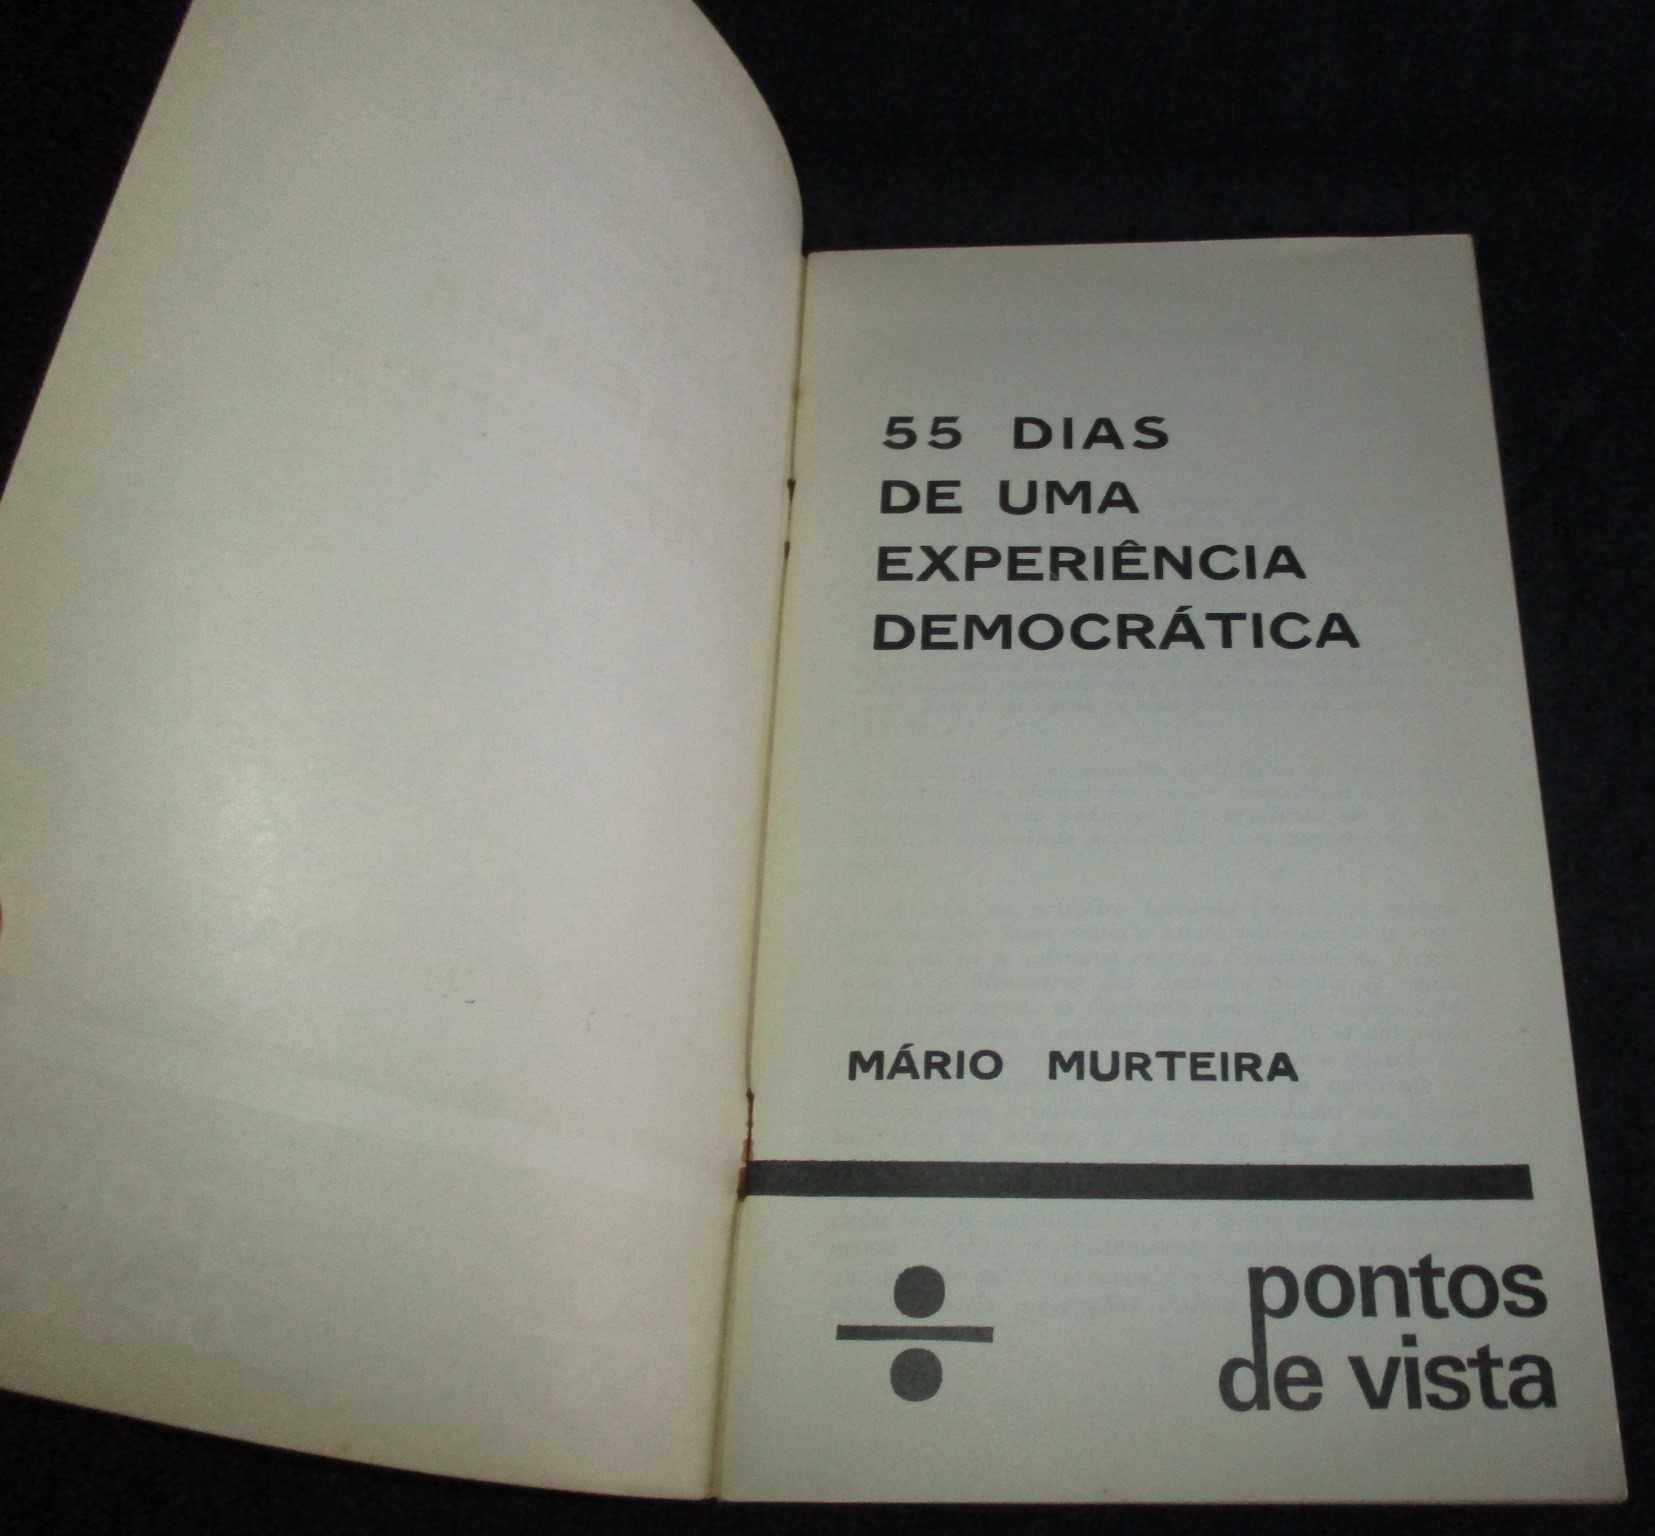 55 DIAS
DE UMA
EXPERIÊNCIA
DEMOCRÁTICA
MÁRIO MURTEIRA
pontos
de vista